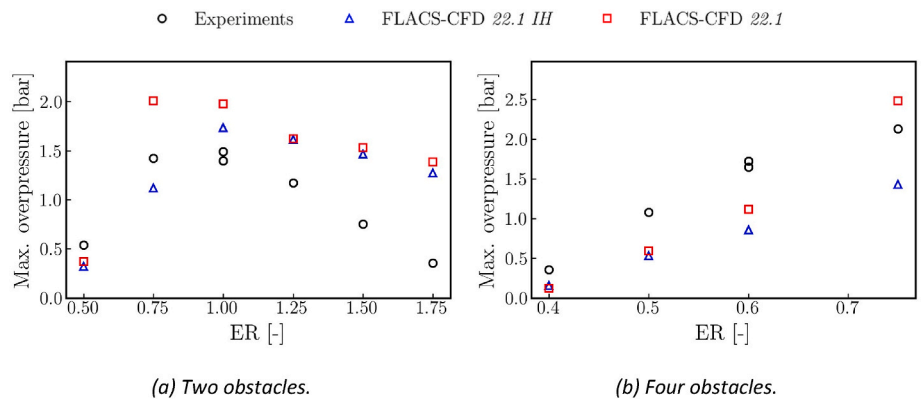 Experiments FLACS-CFD 22.1 IH FLACS-CFD 22.1
Max. overpressure [bar]
2.0
1.5
1.0
0.5
0.0
0.50 0.75 1.00 1.25 1.50 1.75
ER [-]
(a) Two obstacles.
Max. overpressure [bar]
2.5
2.0
1.5
1.0
0.5
0.0
0.4 0.5 0.6 0.7
ER [-]
(b) Four obstacles.